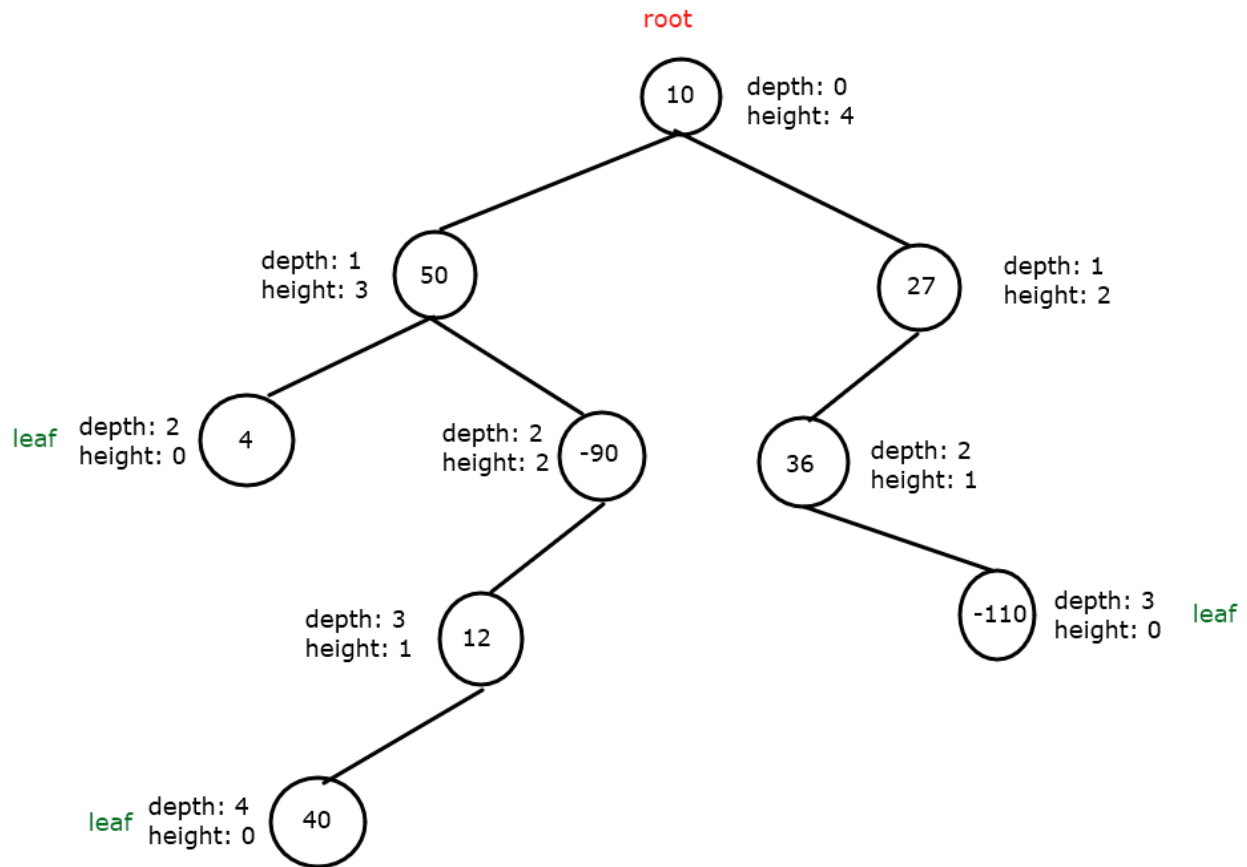 root
10
depth: 0
height: 4
depth: 1
height: 3
50
27
depth: 1
height: 2
leaf
depth: 2
height: 0
4
depth: 2
height: 2
-90
36
depth: 2
height: 1
depth: 3
height: 1
12
-110
depth: 3
height: 0
leaf
leaf
depth: 4
height: 0
40